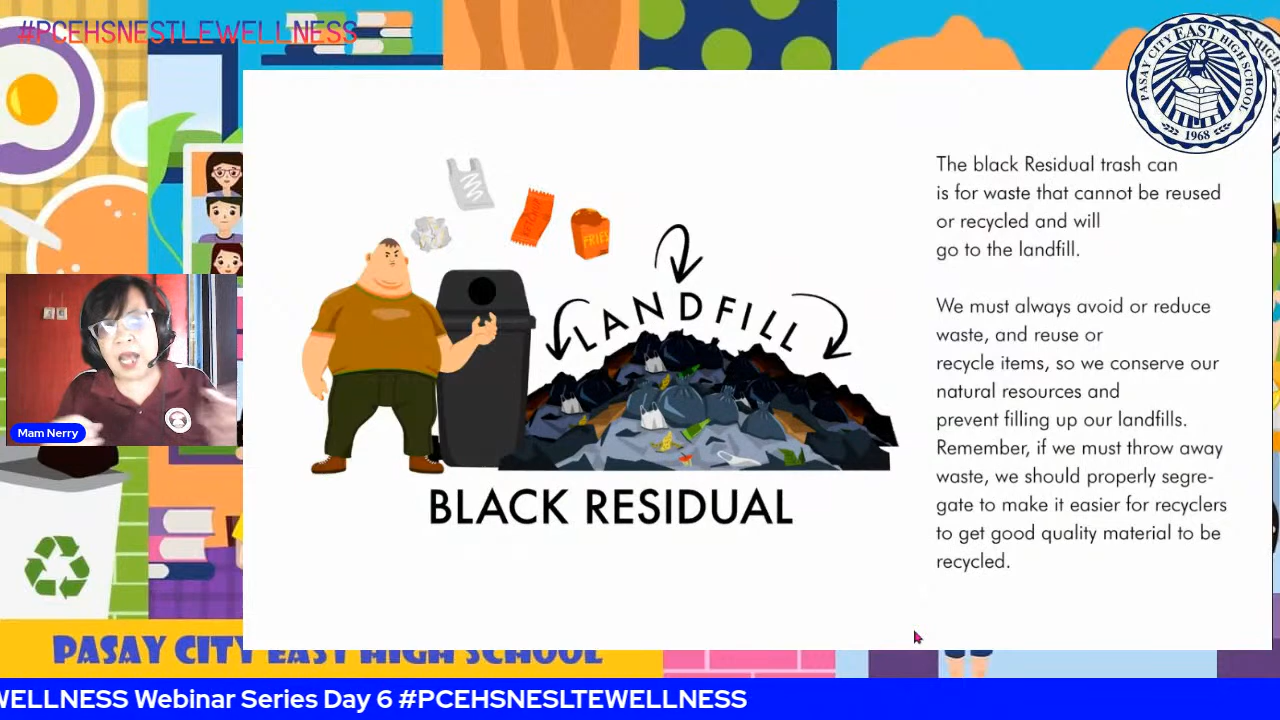 #PCEHSNESTLEWELLNESS
PASAY CITY EAST HIGH SCHOOL
1968
The black Residual trash can
is for waste that cannot be reused
or recycled and will
go to the landfill.
We must always avoid or reduce
waste, and reuse or
recycle items, so we conserve our
natural resources and
prevent filling up our landfills.
Remember, if we must throw away
waste, we should properly segre-
gate to make it easier for recyclers
to get good quality material to be
recycled.
FRIES
LANDFILL
BLACK RESIDUAL
Mam Nerry
PASAY CITY EAST HIGH SCHOOL
WELLNESS Webinar Series Day 6 #PCEHSNESLTEWELLNESS